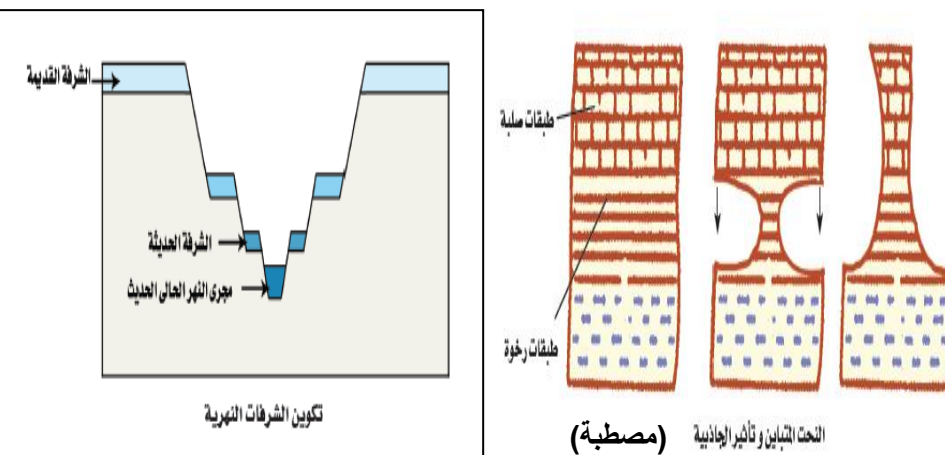 الشرفة القديمة
الشرفة الحديثة
مجرى النهر الحالى الحديث
تكوين الشرفات النهرية
طبقات صلبة
طبقات رخوة
النحت المتباين و تأثير الجاذبية (مصطبة)